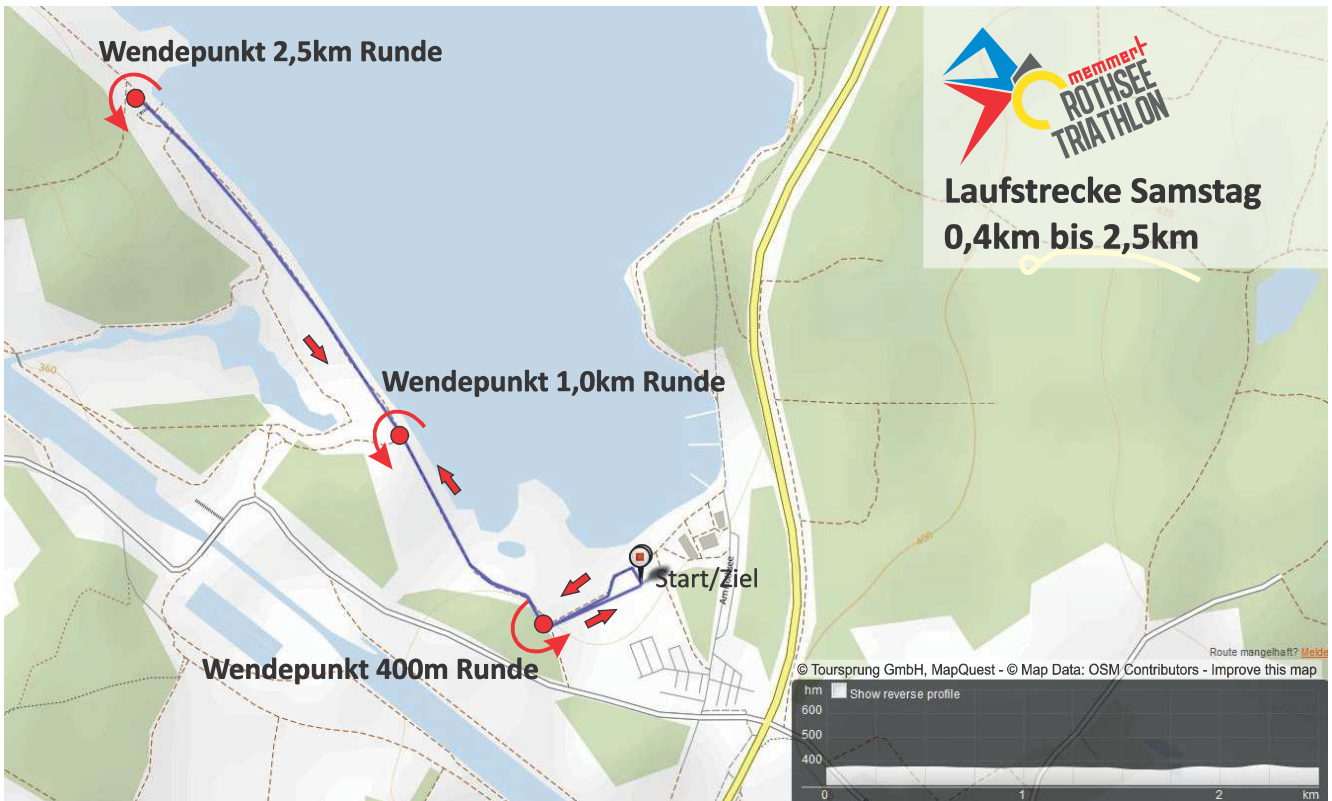 Wendepunkt 2,5km Runde
memmert
ROTHSEE
TRIATHLON
Laufstrecke Samstag
0,4km bis 2,5km
420
360
Wendepunkt 1,0km Runde
400
Start/Ziel
Wendepunkt 400m Runde
Route mangelhaft? Melde
© Toursprung GmbH, MapQuest - © Map Data: OSM Contributors - Improve this map
hm
Show reverse profile
600
500
400
0
1
2
km